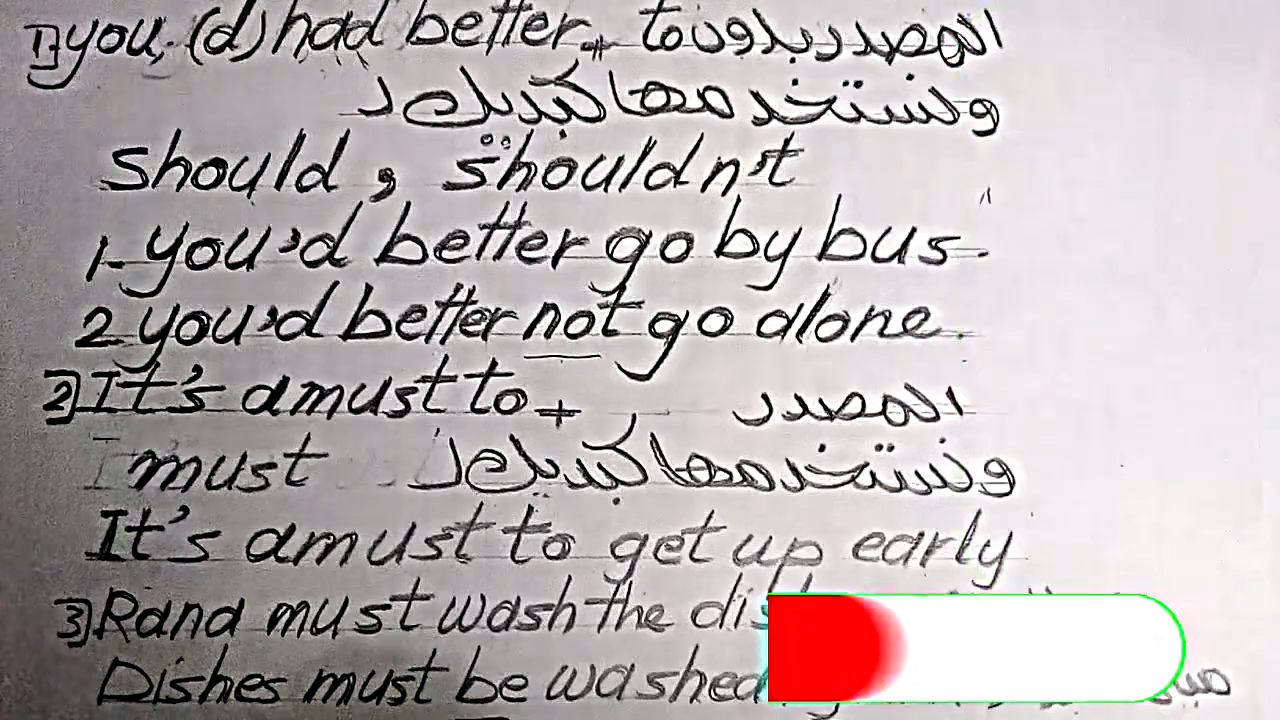 1) you, (d) had better + to المصدر بدون
ونستخدمها كبديل ل
should , shouldn't
1. you'd better go by bus.
2 you'd better not go alone.
2) It's a must to + المصدر
must ونستخدمها كبديل ل
It's a must to get up early
3) Rand must wash the
Dishes must be washed